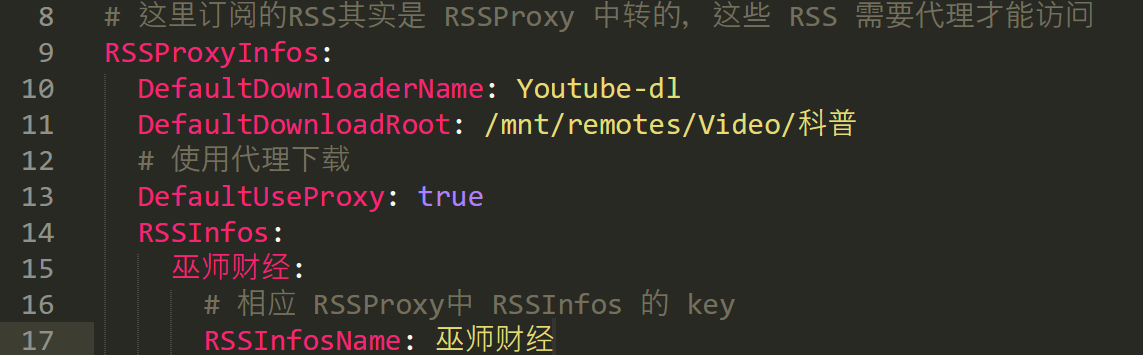 8 # 这里订阅的RSS其实是 RSSProxy 中转的, 这些 RSS 需要代理才能访问
9 RSSProxyInfos:
10 DefaultDownloaderName: Youtube-dl
11 DefaultDownloadRoot: /mnt/remotes/Video/科普
12 # 使用代理下载
13 DefaultUseProxy: true
14 RSSInfos:
15 巫师财经:
16 # 相应 RSSProxy中 RSSInfos 的 key
17 RSSInfosName: 巫师财经